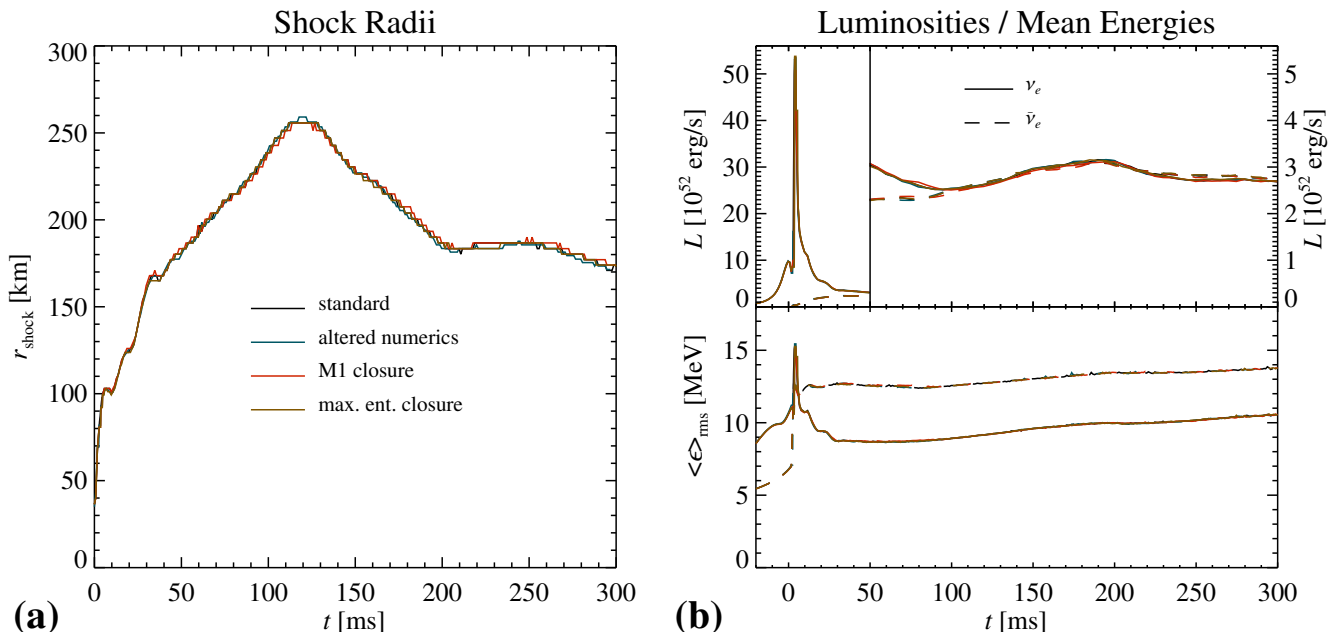 Shock Radii
300
250
200
150
100
50
0
r_shock [km]
standard
altered numerics
M1 closure
max. ent. closure
0 50 100 150 200 250 300
t [ms]
(a)
Luminosities / Mean Energies
50
40
30
20
10
0
L [10^52 erg/s]
ν_e
ν̄_e
5
4
3
2
1
0
L [10^52 erg/s]
15
10
5
0
<ϵ>_rms [MeV]
0 50 100 150 200 250 300
t [ms]
(b)